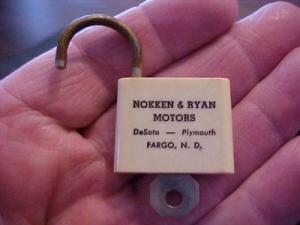 NOKKEN & RYAN
MOTORS
DeSoto — Plymouth
FARGO, N. D.